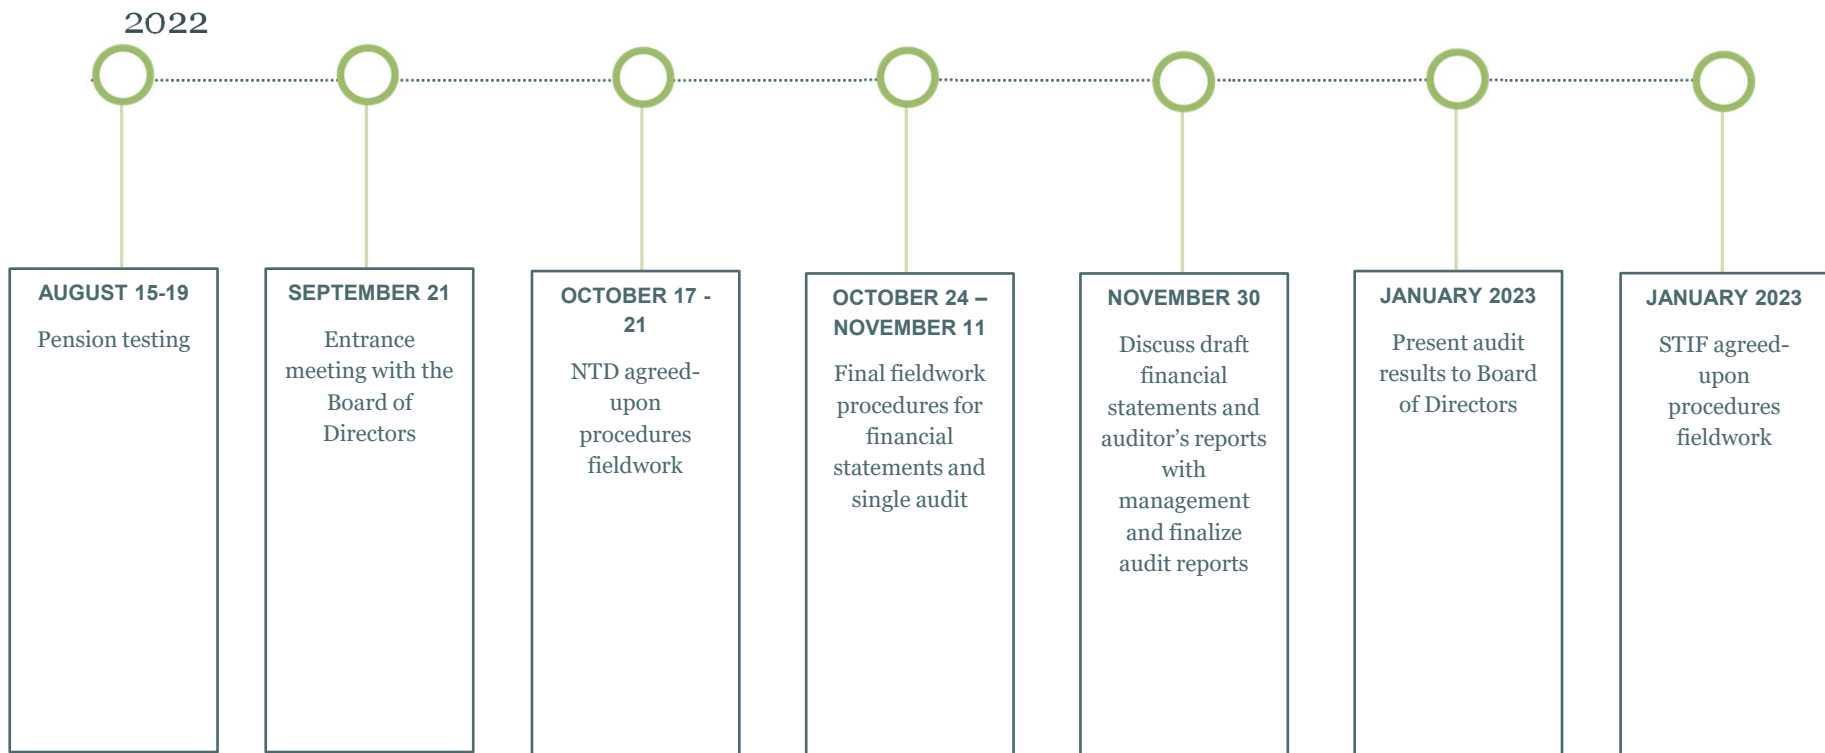 2022
AUGUST 15-19
Pension testing
SEPTEMBER 21
Entrance
meeting with the
Board of
Directors
OCTOBER 17 -
21
NTD agreed-
upon
procedures
fieldwork
OCTOBER 24 –
NOVEMBER 11
Final fieldwork
procedures for
financial
statements and
single audit
NOVEMBER 30
Discuss draft
financial
statements and
auditor’s reports
with
management
and finalize
audit reports
JANUARY 2023
Present audit
results to Board
of Directors
JANUARY 2023
STIF agreed-
upon
procedures
fieldwork